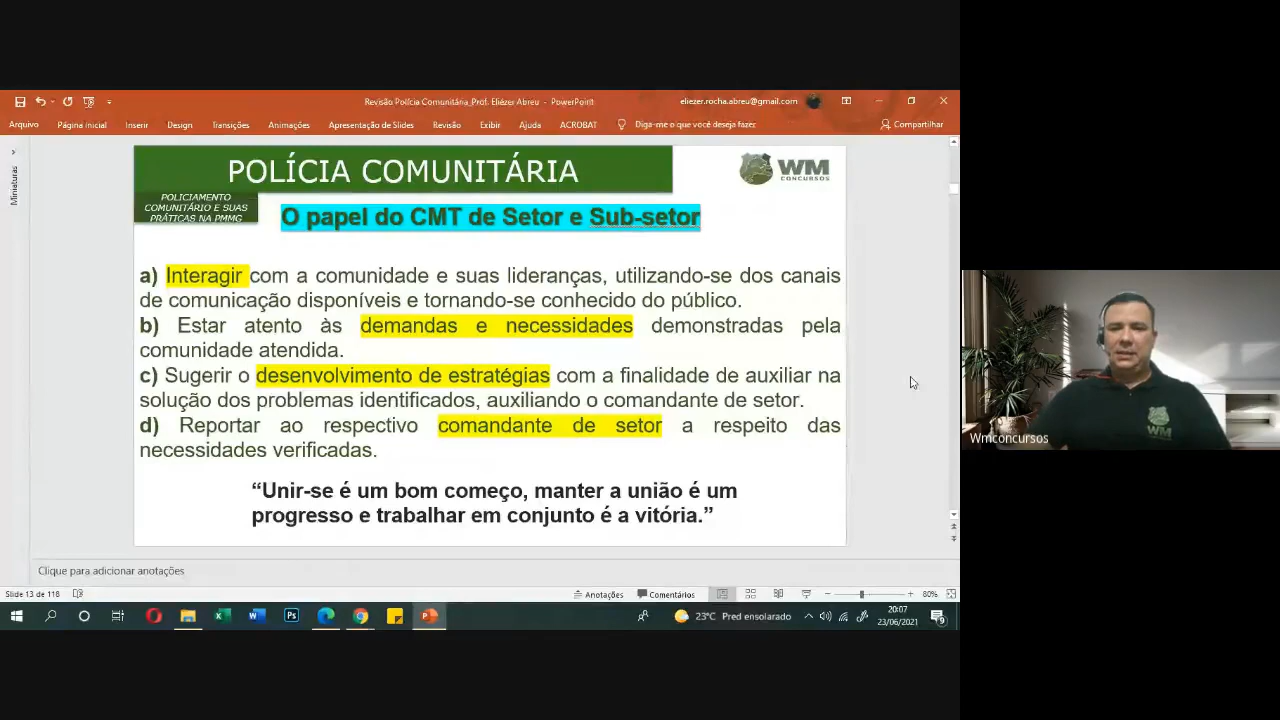 Revisão Polícia Comunitária_Prof. Eliézer Abreu - PowerPoint
eliezer.rocha.abreu@gmail.com
Arquivo Página inicial Inserir Design Transições Animações Apresentação de Slides Revisão Exibir Ajuda ACROBAT Diga-me o que você deseja fazer Compartilhar
Miniaturas
POLÍCIA COMUNITÁRIA
WM
CONCURSOS
POLICIAMENTO
COMUNITÁRIO E SUAS
PRÁTICAS NA PMMG
O papel do CMT de Setor e Sub-setor
a) Interagir com a comunidade e suas lideranças, utilizando-se dos canais
de comunicação disponíveis e tornando-se conhecido do público.
b) Estar atento às demandas e necessidades demonstradas pela
comunidade atendida.
c) Sugerir o desenvolvimento de estratégias com a finalidade de auxiliar na
solução dos problemas identificados, auxiliando o comandante de setor.
d) Reportar ao respectivo comandante de setor a respeito das
necessidades verificadas.
“Unir-se é um bom começo, manter a união é um
progresso e trabalhar em conjunto é a vitória.”
Clique para adicionar anotações
Slide 13 de 116 Anotações Comentários 80%
23°C Pred ensolarado
20:07
23/06/2021
9
WM
Wmconcursos